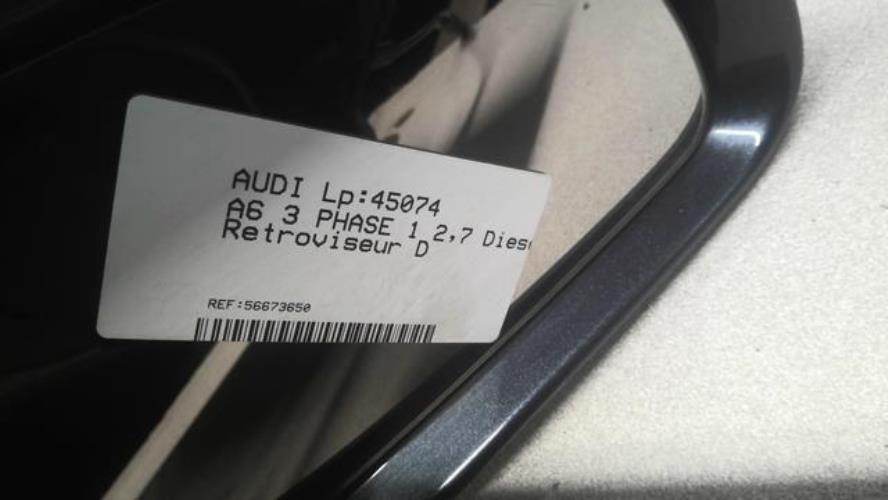 AUDI Lp:45074
A6 3 PHASE 1 2,7 Dies
Retroviseur D
REF:56673650